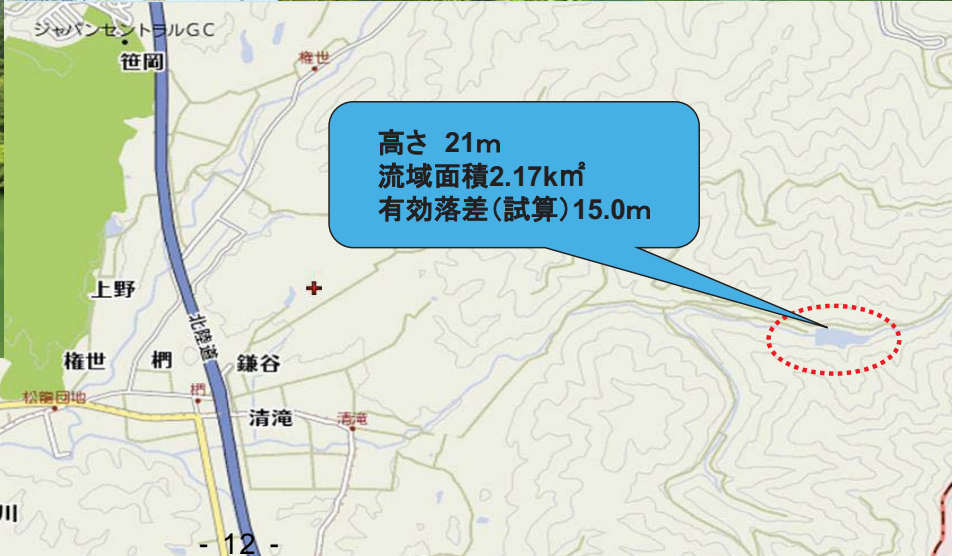 ジャパンセントラルGC
笹岡
権世
高さ 21m
流域面積2.17k㎡
有効落差(試算)15.0m
上野
北陸道
権世
椚
鎌谷
松龍団地
椚
清滝
清滝
川
- 12 -